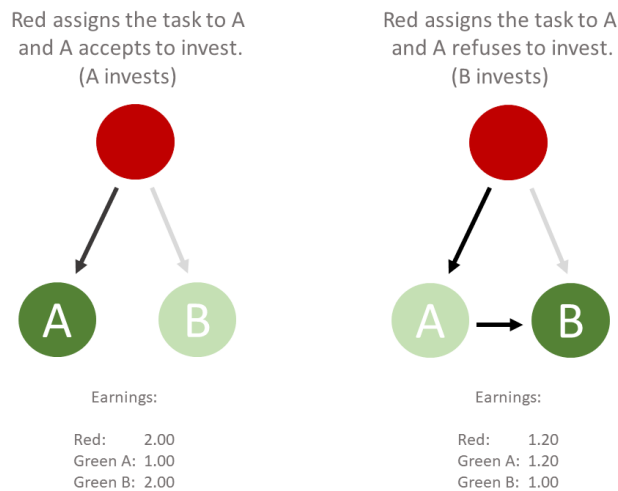 Red assigns the task to A
and A accepts to invest.
(A invests)
A
B
Earnings:
Red: 2.00
Green A: 1.00
Green B: 2.00
Red assigns the task to A
and A refuses to invest.
(B invests)
A
B
Earnings:
Red: 1.20
Green A: 1.20
Green B: 1.00